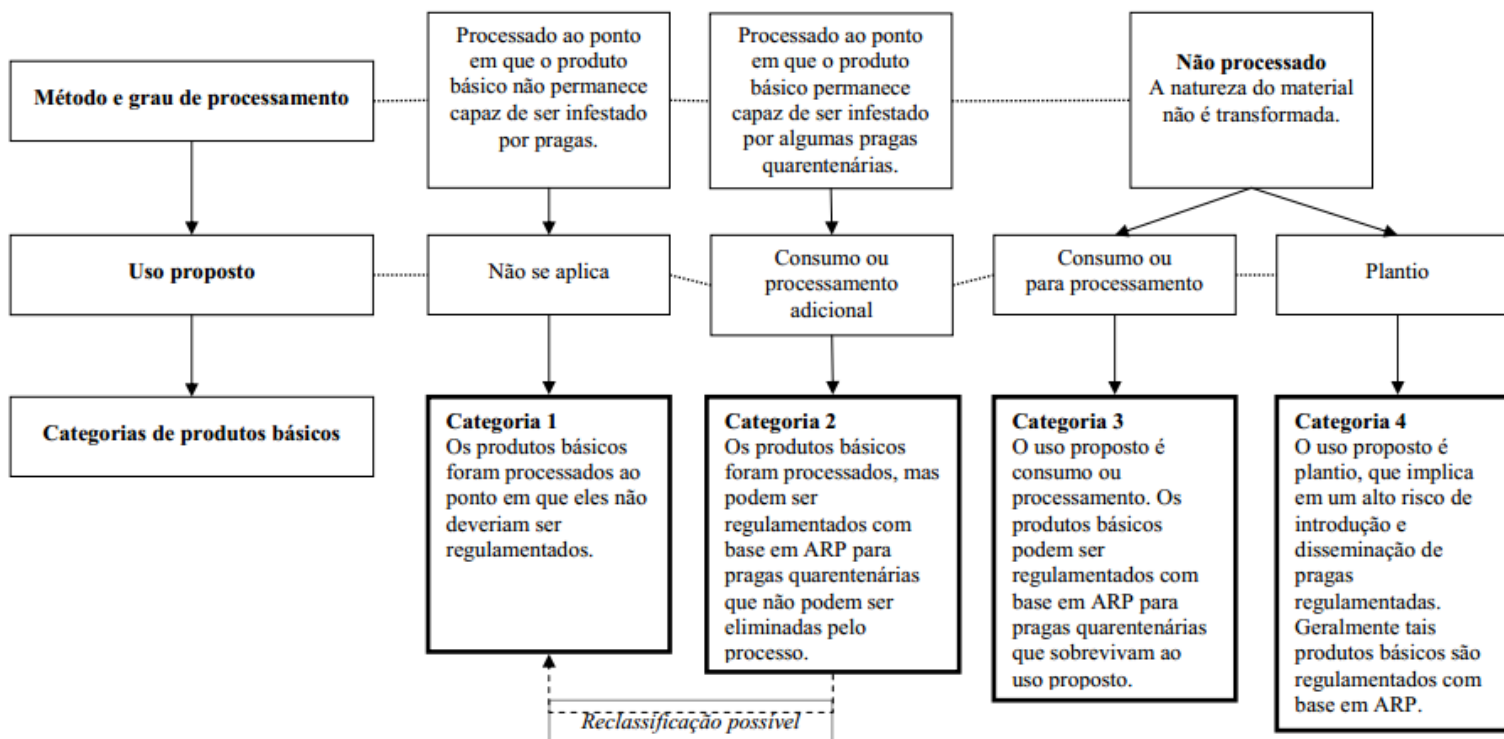 Método e grau de processamento
Processado ao ponto
em que o produto
básico não permanece
capaz de ser infestado
por pragas.
Processado ao ponto
em que o produto
básico permanece
capaz de ser infestado
por algumas pragas
quarentenárias.
Não processado
A natureza do material
não é transformada.
Uso proposto
Não se aplica
Consumo ou
processamento
adicional
Consumo ou
para processamento
Plantio
Categorias de produtos básicos
Categoria 1
Os produtos básicos
foram processados ao
ponto em que eles não
deveriam ser
regulamentados.
Categoria 2
Os produtos básicos
foram processados, mas
podem ser
regulamentados com
base em ARP para
pragas quarentenárias
que não podem ser
eliminadas pelo
processo.
Categoria 3
O uso proposto é
consumo ou
processamento. Os
produtos básicos
podem ser
regulamentados com
base em ARP para
pragas quarentenárias
que sobrevivam ao
uso proposto.
Categoria 4
O uso proposto é
plantio, que implica
em um alto risco de
introdução e
disseminação de
pragas
regulamentadas.
Geralmente tais
produtos básicos são
regulamentados com
base em ARP.
Reclassificação possível